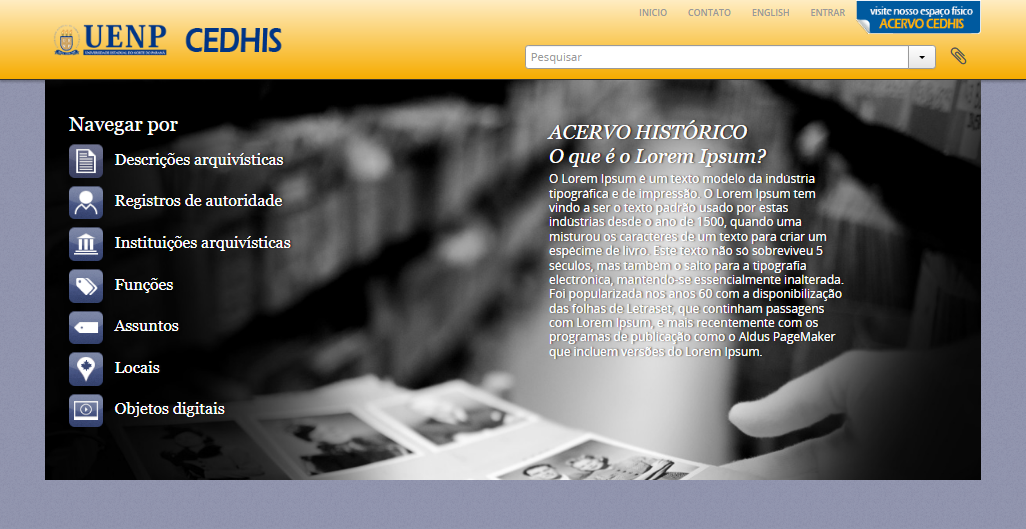 INICIO CONTATO ENGLISH ENTRAR
visite nosso espaço físico
ACERVO CEDHIS
UENP CEDHIS
UNIVERSIDADE ESTADUAL DO NORTE DO PARANÁ
Pesquisar
Navegar por
Descrições arquivísticas
Registros de autoridade
Instituições arquivísticas
Funções
Assuntos
Locais
Objetos digitais
ACERVO HISTÓRICO
O que é o Lorem Ipsum?
O Lorem Ipsum é um texto modelo da indústria
tipográfica e de impressão. O Lorem Ipsum tem
vindo a ser o texto padrão usado por estas
indústrias desde o ano de 1500, quando uma
misturou os caracteres de um texto para criar um
espécime de livro. Este texto não só sobreviveu 5
séculos, mas também o salto para a tipografia
electrónica, mantendo-se essencialmente inalterada.
Foi popularizada nos anos 60 com a disponibilização
das folhas de Letraset, que continham passagens
com Lorem Ipsum, e mais recentemente com os
programas de publicação como o Aldus PageMaker
que incluem versões do Lorem Ipsum.